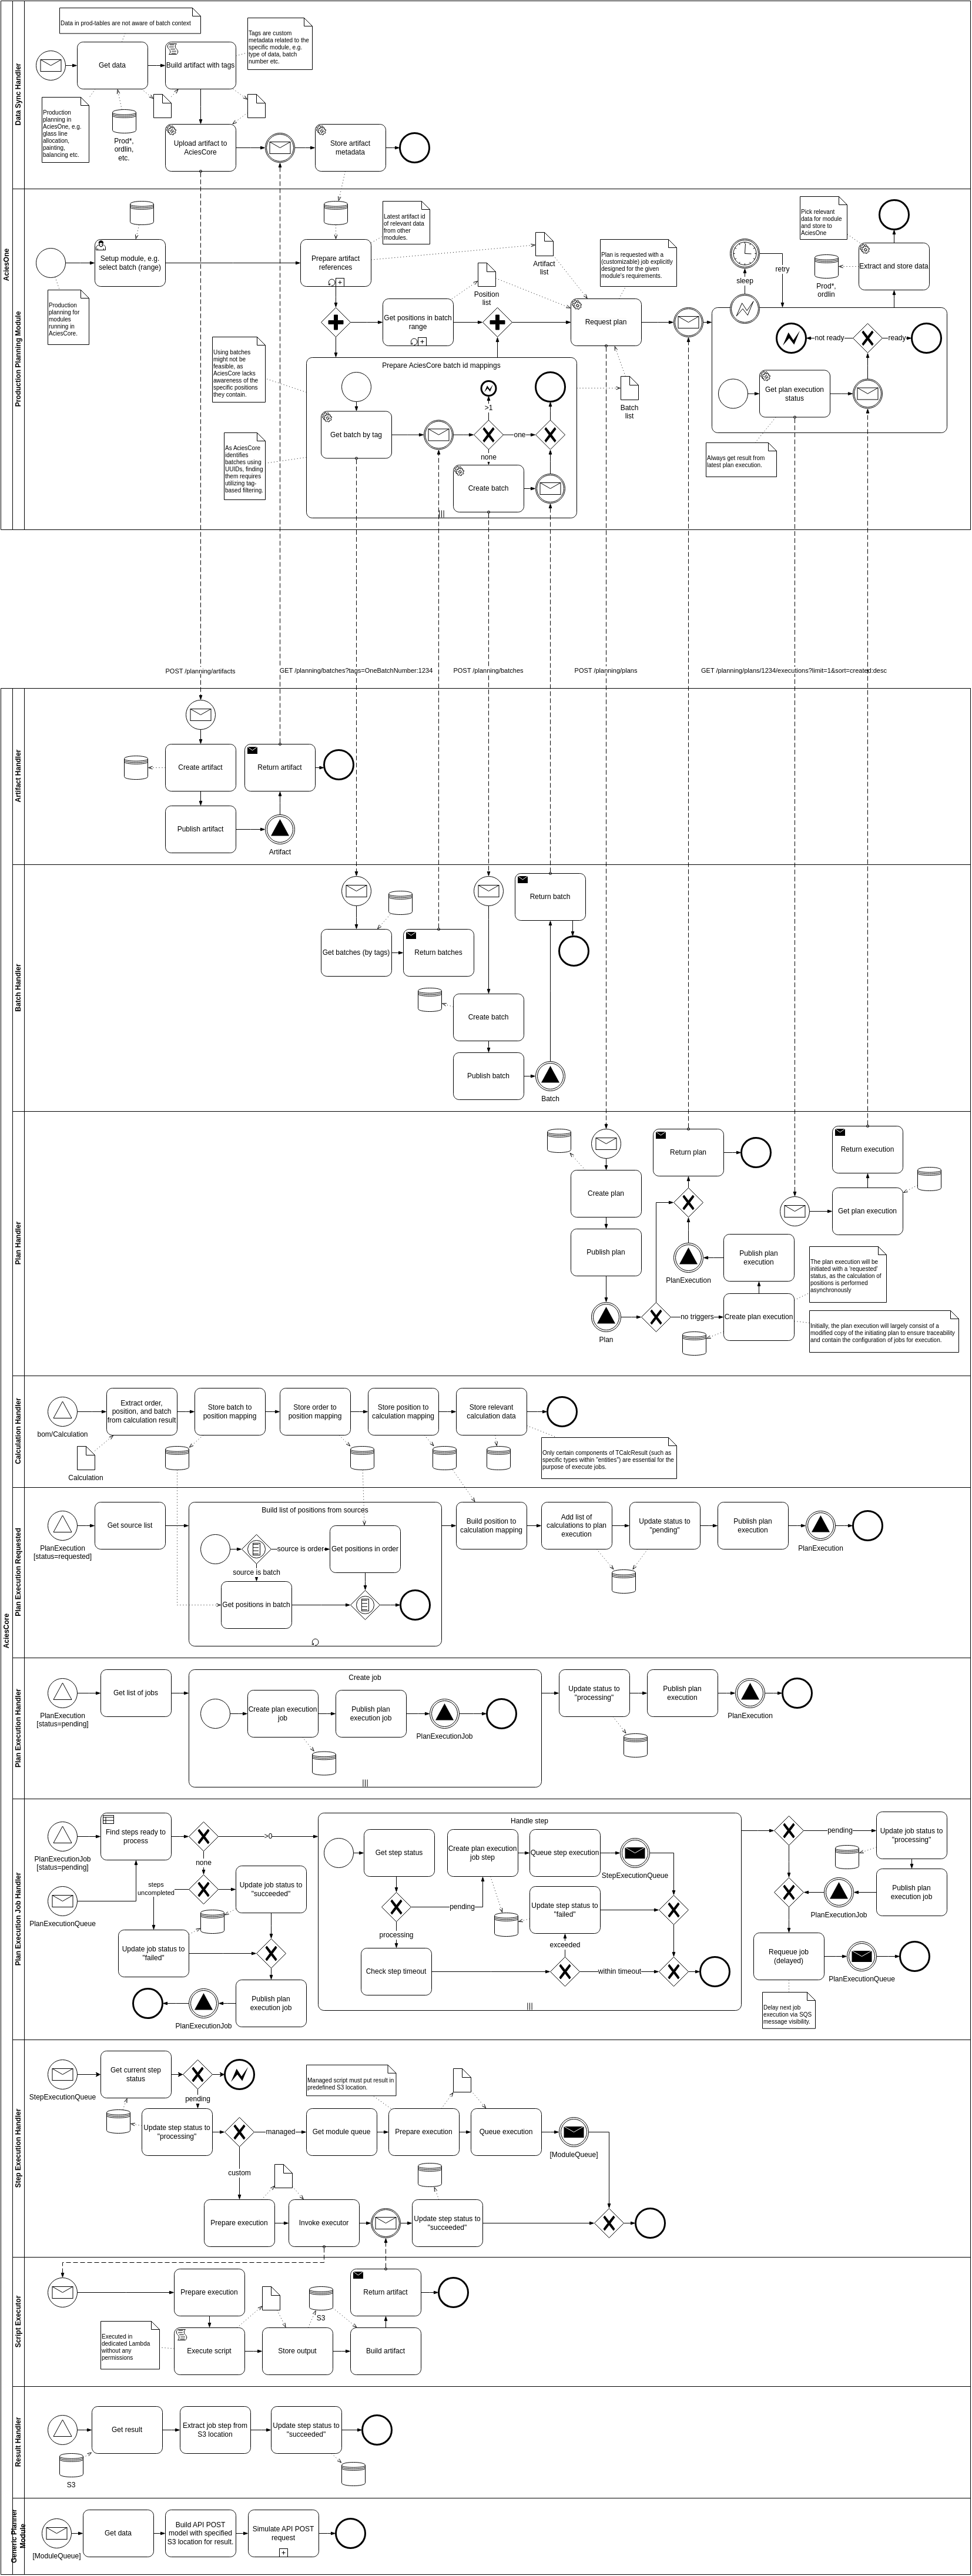 AciesOne
Data Sync Handler
Data in prod-tables are not aware of batch context
Tags are custom
metadata related to the
specific module, e.g.
type of data, batch
number etc.
Get data
Build artifact with tags
Production
planning in
AciesOne, e.g.
glass line
allocation,
painting,
balancing etc.
Prod*,
ordlin,
etc.
Upload artifact to
AciesCore
Store artifact
metadata
Production Planning Module
Setup module, e.g.
select batch (range)
Production
planning for
modules
running in
AciesCore.
Latest artifact id
of relevant data
from other
modules.
Prepare artifact
references
Artifact
list
Position
list
Get positions in batch
range
Plan is requested with a
(customizable) job explicitly
designed for the given
module's requirements.
Request plan
Pick relevant
data for module
and store to
AciesOne
Extract and store data
Prod*,
ordlin
sleep
retry
not ready
ready
Get plan execution
status
Always get result from
latest plan execution.
Using batches
might not be
feasible, as
AciesCore lacks
awareness of the
specific positions
they contain.
As AciesCore
identifies
batches using
UUIDs, finding
them requires
utilizing tag-
based filtering.
Prepare AciesCore batch id mappings
Get batch by tag
>1
one
none
Create batch
Batch
list
POST /planning/artifacts
GET /planning/batches?tags=OneBatchNumber:1234
POST /planning/batches
POST /planning/plans
GET /planning/plans/1234/executions?limit=1&sort=created:desc
AciesCore
Artifact Handler
Create artifact
Return artifact
Publish artifact
Artifact
Batch Handler
Get batches (by tags)
Return batches
Return batch
Create batch
Publish batch
Batch
Plan Handler
Create plan
Publish plan
Plan
Return plan
PlanExecution
no triggers
Publish plan
execution
Create plan execution
Return execution
Get plan execution
The plan execution will be
initiated with a 'requested'
status, as the calculation of
positions is performed
asynchronously
Initially, the plan execution will largely consist of a
modified copy of the initiating plan to ensure traceability
and contain the configuration of jobs for execution.
Calculation Handler
bom/Calculation
Calculation
Extract order,
position, and batch
from calculation result
Store batch to
position mapping
Store order to
position mapping
Store position to
calculation mapping
Store relevant
calculation data
Only certain components of TCalcResult (such as
specific types within "entities") are essential for the
purpose of execute jobs.
Plan Execution Requested
PlanExecution
[status=requested]
Get source list
Build list of positions from sources
source is order
Get positions in order
source is batch
Get positions in batch
Build position to
calculation mapping
Add list of
calculations to plan
execution
Update status to
"pending"
Publish plan
execution
PlanExecution
Plan Execution Handler
PlanExecution
[status=pending]
Get list of jobs
Create job
Create plan execution
job
Publish plan
execution job
PlanExecutionJob
Update status to
"processing"
Publish plan
execution
PlanExecution
Plan Execution Job Handler
PlanExecutionJob
[status=pending]
PlanExecutionQueue
Find steps ready to
process
>0
none
steps
uncompleted
Update job status to
"succeeded"
Update job status to
"failed"
Publish plan
execution job
PlanExecutionJob
Handle step
Get step status
Create plan execution
job step
Queue step execution
StepExecutionQueue
pending
processing
Update step status to
"failed"
exceeded
Check step timeout
within timeout
pending
Update job status to
"processing"
Publish plan
execution job
PlanExecutionJob
Requeue job
(delayed)
PlanExecutionQueue
Delay next job
execution via SQS
message visibility.
Step Execution Handler
StepExecutionQueue
Get current step
status
pending
Update step status to
"processing"
managed
custom
Managed script must put result in
predefined S3 location.
Get module queue
Prepare execution
Queue execution
[ModuleQueue]
Prepare execution
Invoke executor
Update step status to
"succeeded"
Script Executor
Prepare execution
Executed in
dedicated Lambda
without any
permissions
Execute script
Store output
S3
Return artifact
Build artifact
Result Handler
S3
Get result
Extract job step from
S3 location
Update step status to
"succeeded"
Generic Planner
Module
[ModuleQueue]
Get data
Build API POST
model with specified
S3 location for result.
Simulate API POST
request